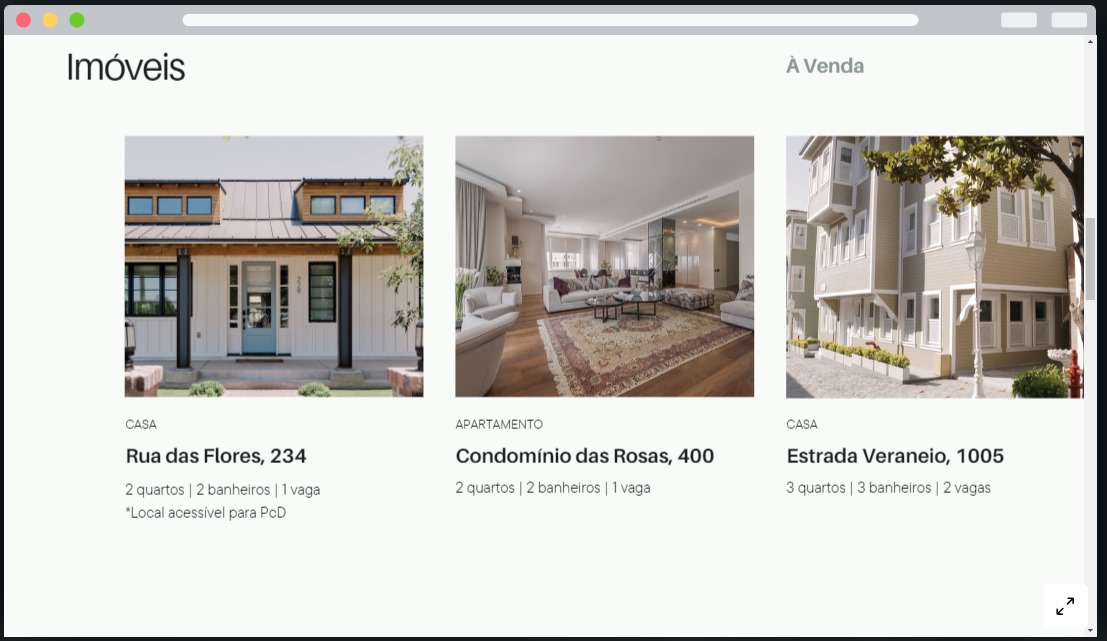 Imóveis
À Venda
CASA
Rua das Flores, 234
2 quartos | 2 banheiros | 1 vaga
*Local acessível para PcD
APARTAMENTO
Condomínio das Rosas, 400
2 quartos | 2 banheiros | 1 vaga
CASA
Estrada Veraneio, 1005
3 quartos | 3 banheiros | 2 vagas